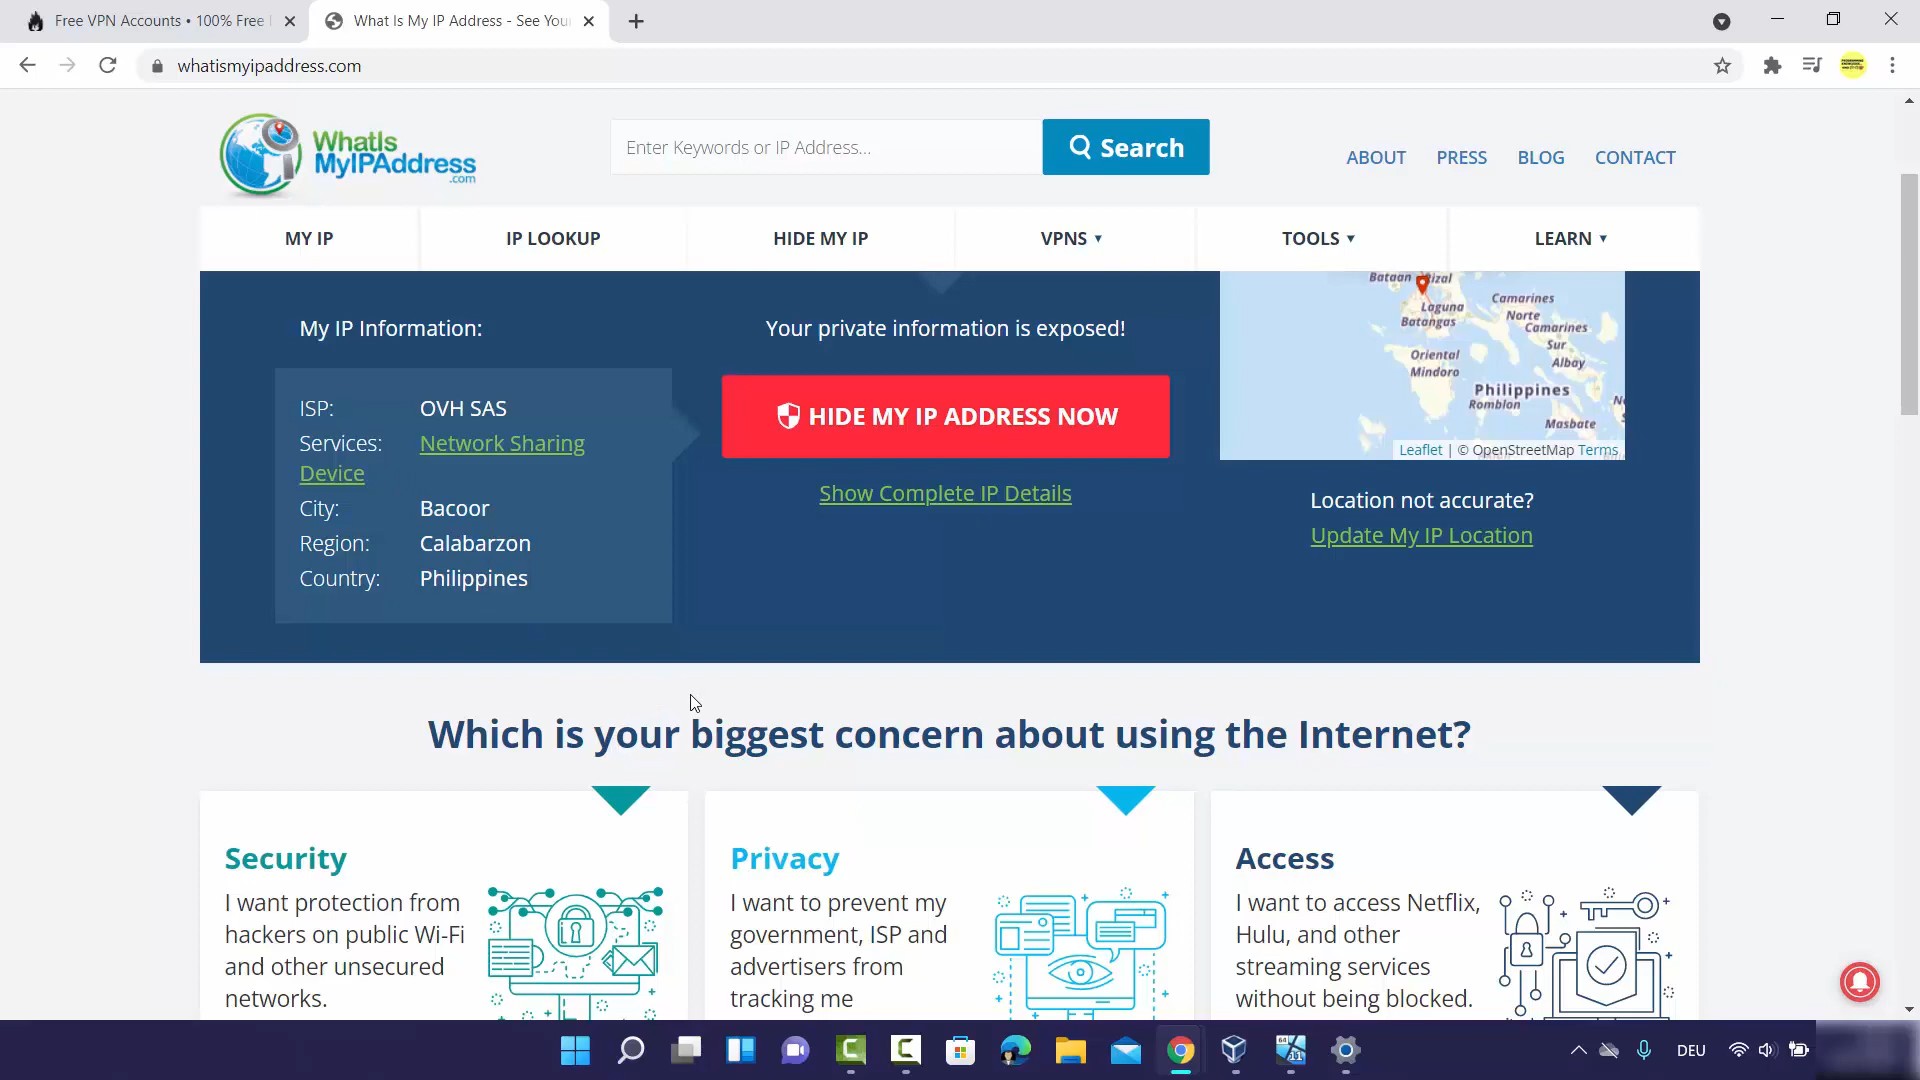 Free VPN Accounts • 100% Free
What Is My IP Address - See You
whatismyipaddress.com
WhatIs
MyIPAddress
.com
Enter Keywords or IP Address...
Search
ABOUT
PRESS
BLOG
CONTACT
MY IP
IP LOOKUP
HIDE MY IP
VPNS
TOOLS
LEARN
My IP Information:
ISP: OVH SAS
Services: Network Sharing
Device
City: Bacoor
Region: Calabarzon
Country: Philippines
Your private information is exposed!
HIDE MY IP ADDRESS NOW
Show Complete IP Details
Bataan
Laguna
Batangas
Camarines
Norte
Camarines
Sur
Albay
Oriental
Mindoro
Philippines
Romblon
Masbate
Leaflet | © OpenStreetMap Terms
Location not accurate?
Update My IP Location
Which is your biggest concern about using the Internet?
Security
I want protection from
hackers on public Wi-Fi
and other unsecured
networks.
Privacy
I want to prevent my
government, ISP and
advertisers from
tracking me
Access
I want to access Netflix,
Hulu, and other
streaming services
without being blocked.
64
11
DEU